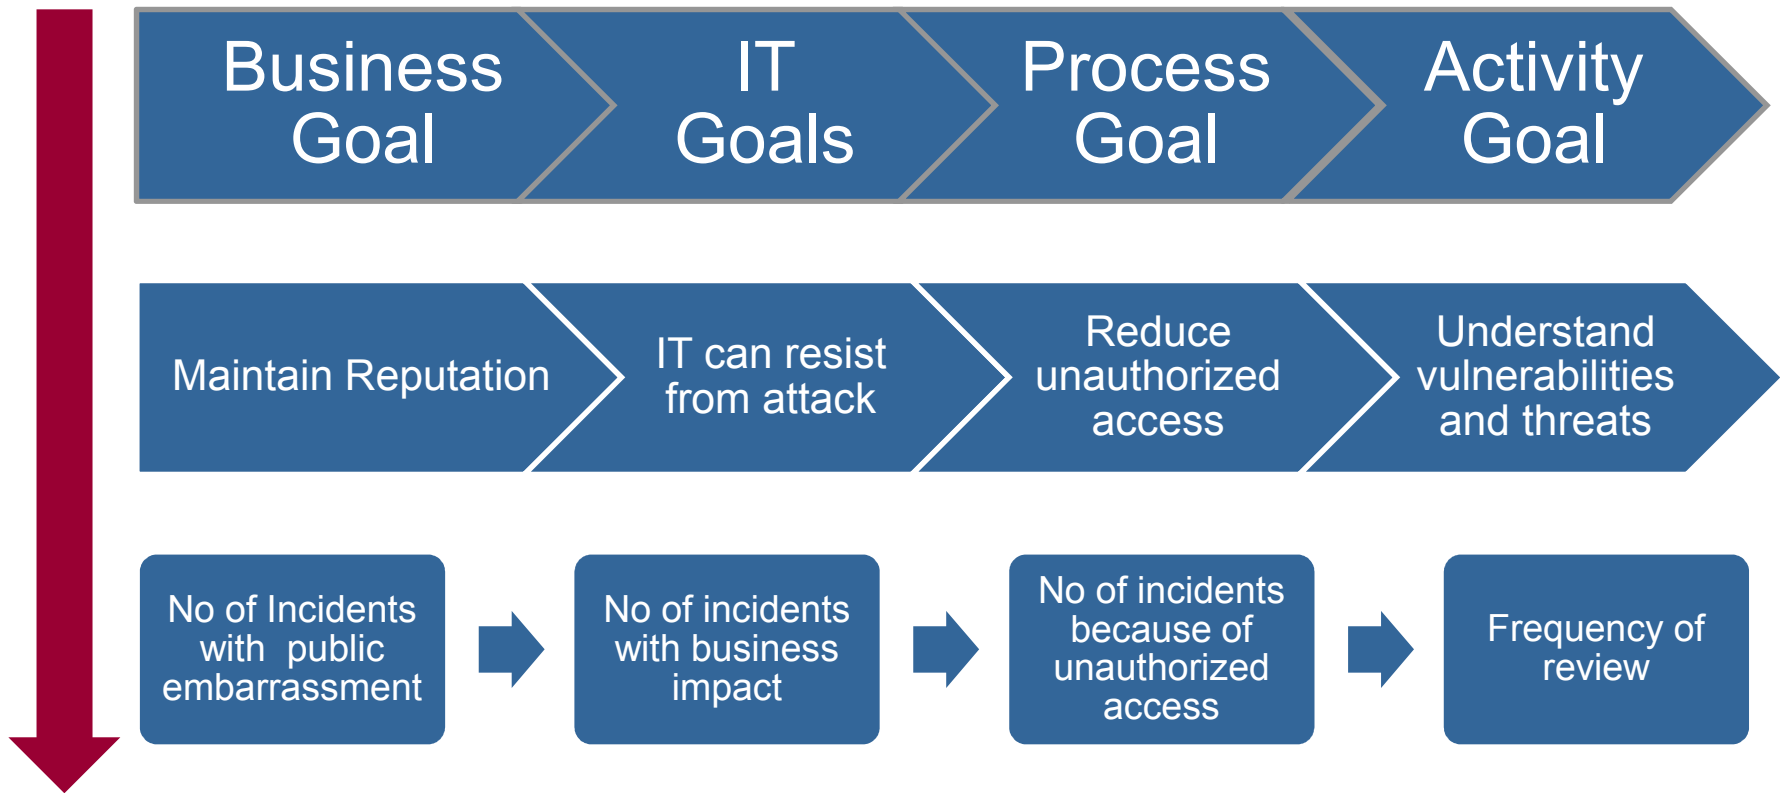 Business
Goal
IT
Goals
Process
Goal
Activity
Goal
Maintain Reputation
IT can resist
from attack
Reduce
unauthorized
access
Understand
vulnerabilities
and threats
No of Incidents
with  public
embarrassment
No of incidents
with business
impact
No of incidents
because of
unauthorized
access
Frequency of
review